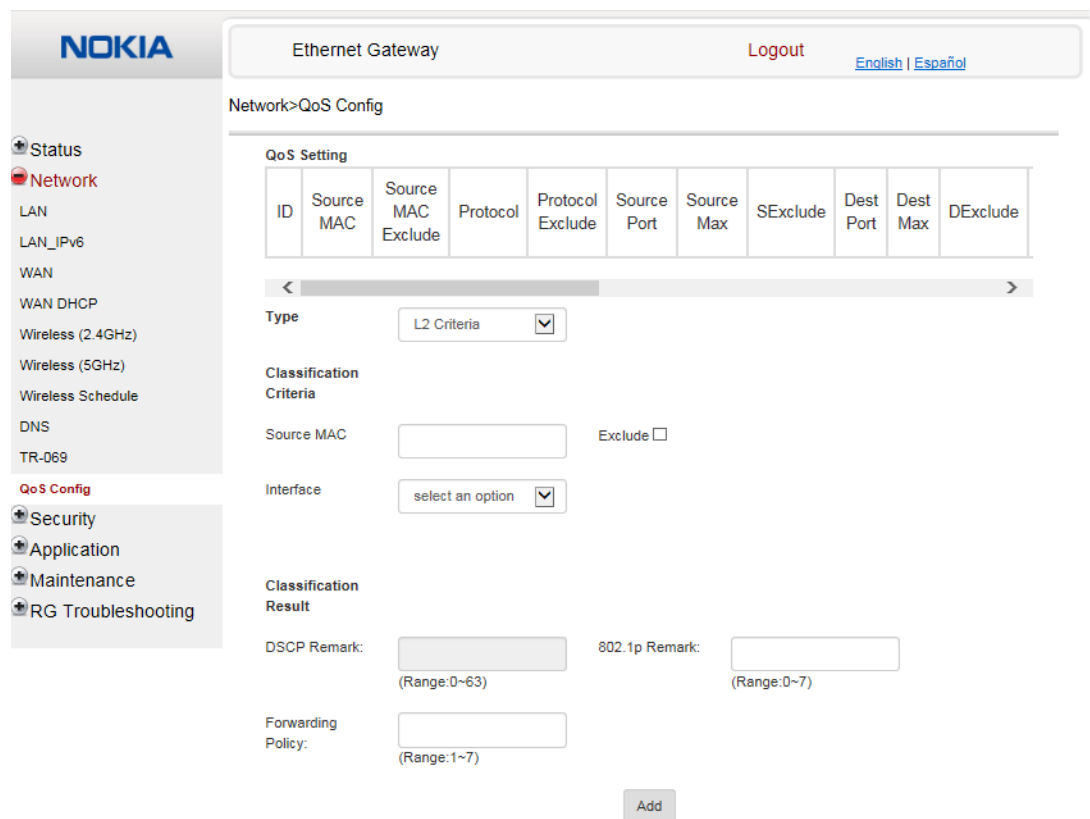 NOKIA
Ethernet Gateway
Logout
English | Español
Network>QoS Config
Status
Network
LAN
LAN_IPv6
WAN
WAN DHCP
Wireless (2.4GHz)
Wireless (5GHz)
Wireless Schedule
DNS
TR-069
QoS Config
Security
Application
Maintenance
RG Troubleshooting
QoS Setting
ID
Source MAC
Source MAC Exclude
Protocol
Protocol Exclude
Source Port
Source Max
SExclude
Dest Port
Dest Max
DExclude
Type
L2 Criteria
Classification
Criteria
Source MAC
Exclude
Interface
select an option
Classification
Result
DSCP Remark:
(Range:0~63)
802.1p Remark:
(Range:0~7)
Forwarding
Policy:
(Range:1~7)
Add